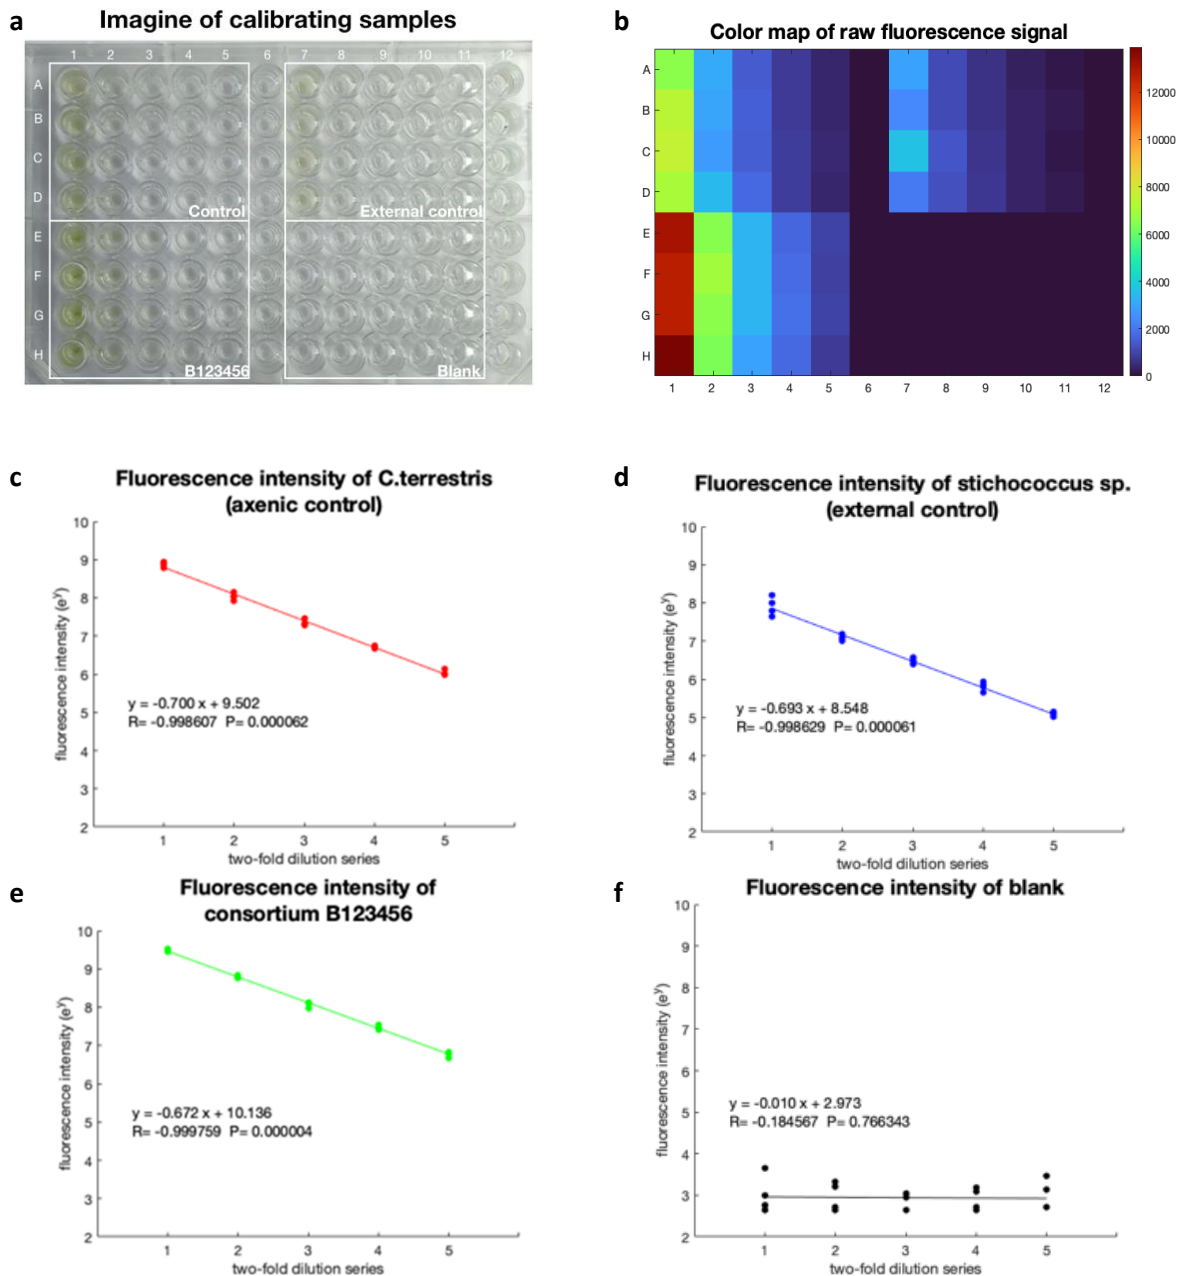 a
Imagine of calibrating samples
1 2 3 4 5 6 7 8 9 10 11 12
A
B
C
D
Control
External control
E
F
G
H
B123456
Blank
b
Color map of raw fluorescence signal
A
B
C
D
E
F
G
H
1 2 3 4 5 6 7 8 9 10 11 12
12000
10000
8000
6000
4000
2000
0
c
Fluorescence intensity of C.terrestris
(axenic control)
fluorescence intensity (e^y)
10
9
8
7
6
5
4
3
2
y = -0.700 x + 9.502
R= -0.998607 P= 0.000062
1 2 3 4 5
two-fold dilution series
d
Fluorescence intensity of stichococcus sp.
(external control)
fluorescence intensity (e^y)
10
9
8
7
6
5
4
3
2
y = -0.693 x + 8.548
R= -0.998629 P= 0.000061
1 2 3 4 5
two-fold dilution series
e
Fluorescence intensity of
consortium B123456
fluorescence intensity (e^y)
10
9
8
7
6
5
4
3
2
y = -0.672 x + 10.136
R= -0.999759 P= 0.000004
1 2 3 4 5
two-fold dilution series
f
Fluorescence intensity of blank
fluorescence intensity (e^y)
10
9
8
7
6
5
4
3
2
y = -0.010 x + 2.973
R= -0.184567 P= 0.766343
1 2 3 4 5
two-fold dilution series